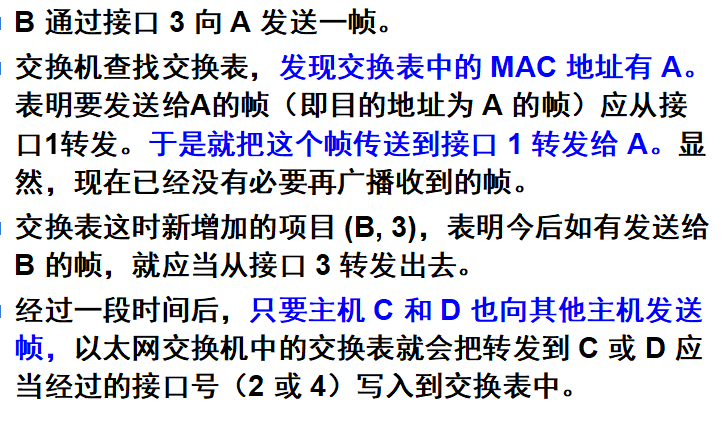 B 通过接口 3 向 A 发送一帧。
交换机查找交换表，发现交换表中的 MAC 地址有 A。
表明要发送给A的帧（即目的地址为 A 的帧）应从接
口1转发。于是就把这个帧传送到接口 1 转发给 A。显
然，现在已经没有必要再广播收到的帧。
交换表这时新增加的项目 (B, 3)，表明今后如有发送给
B 的帧，就应当从接口 3 转发出去。
经过一段时间后，只要主机 C 和 D 也向其他主机发送
帧，以太网交换机中的交换表就会把转发到 C 或 D 应
当经过的接口号（2 或 4）写入到交换表中。